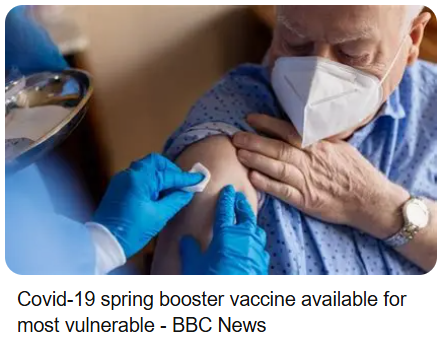 Covid-19 spring booster vaccine available for
most vulnerable - BBC News